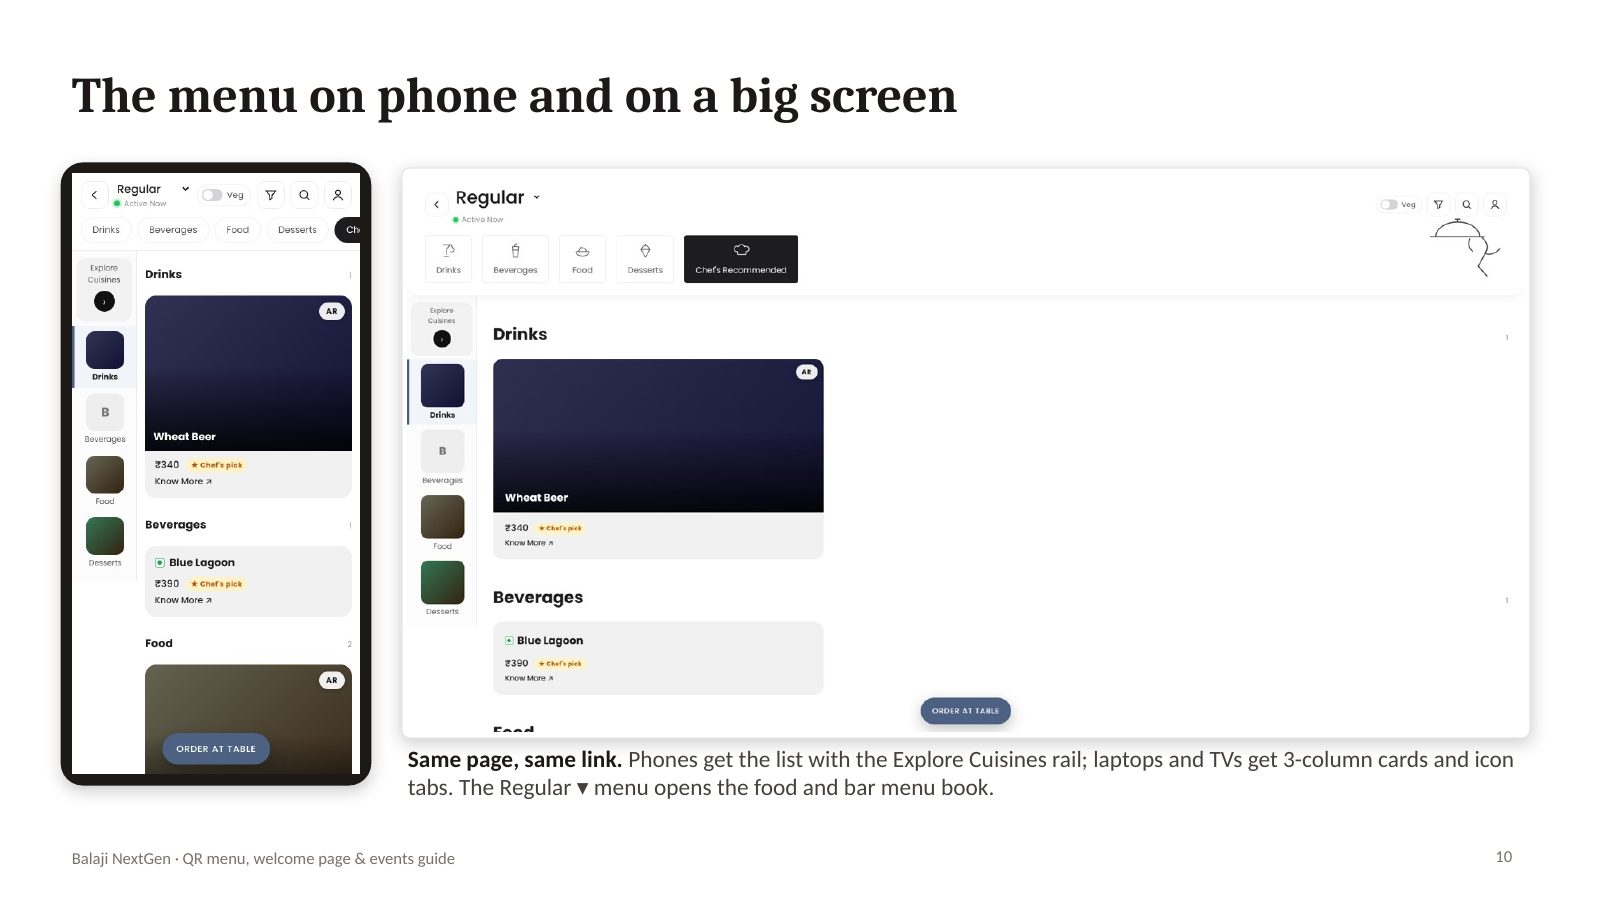 The menu on phone and on a big screen
Regular
Active Now
Veg
Drinks
Beverages
Food
Desserts
Che
Explore
Cuisines
Drinks
B
Beverages
Food
Desserts
Drinks
1
AR
Wheat Beer
₹340 ★ Chef's pick
Know More ↗
Beverages
1
Blue Lagoon
₹390 ★ Chef's pick
Know More ↗
Food
2
AR
ORDER AT TABLE
Regular
Active Now
Veg
Drinks
Beverages
Food
Desserts
Chef's Recommended
Explore
Cuisines
Drinks
B
Beverages
Food
Desserts
Drinks
1
AR
Wheat Beer
₹340 ★ Chef's pick
Know More ↗
Beverages
1
Blue Lagoon
₹390 ★ Chef's pick
Know More ↗
Food
ORDER AT TABLE
Same page, same link. Phones get the list with the Explore Cuisines rail; laptops and TVs get 3-column cards and icon
tabs. The Regular ▾ menu opens the food and bar menu book.
Balaji NextGen · QR menu, welcome page & events guide
10